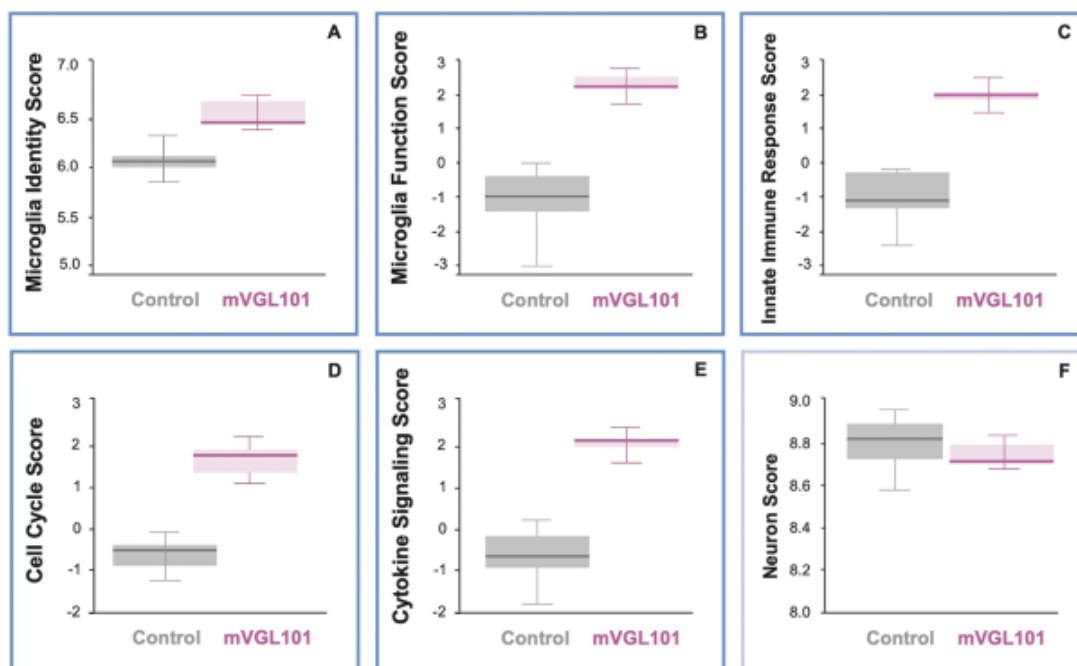 A
Microglia Identity Score
7.0
6.5
6.0
5.5
5.0
Control mVGL101
B
Microglia Function Score
3
2
1
0
-1
-2
-3
Control mVGL101
C
Innate Immune Response Score
3
2
1
0
-1
-2
-3
Control mVGL101
D
Cell Cycle Score
3
2
1
0
-1
-2
Control mVGL101
E
Cytokine Signaling Score
3
2
1
0
-1
-2
Control mVGL101
F
Neuron Score
9.0
8.8
8.6
8.4
8.2
8.0
Control mVGL101